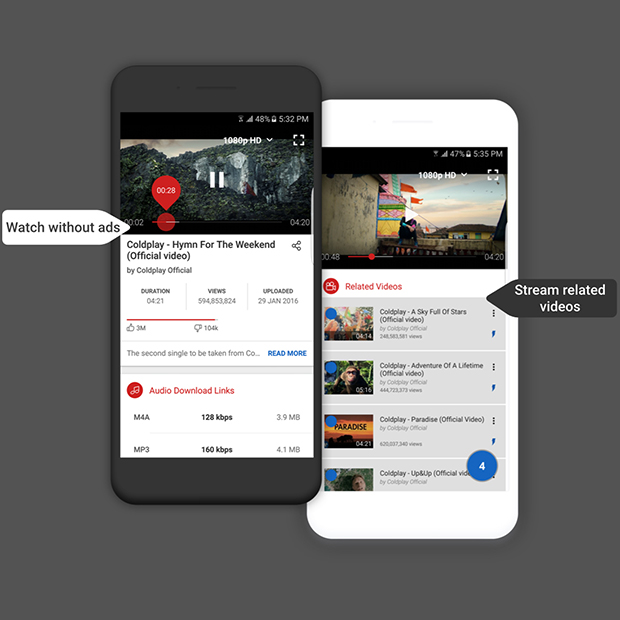 Watch without ads
48% 5:32 PM
1080p HD
00:28
00:02
04:20
Coldplay - Hymn For The Weekend
(Official video)
by Coldplay Official
DURATION VIEWS UPLOADED
04:21 594,853,824 29 JAN 2016
3M 104k
The second single to be taken from Co... READ MORE
Audio Download Links
M4A 128 kbps 3.9 MB
MP3 160 kbps 4.1 MB
47% 5:35 PM
1080p HD
00:48
04:20
Related Videos
Stream related
videos
Coldplay - A Sky Full Of Stars
(Official video)
by Coldplay Official
248,583,581 views
04:14
Coldplay - Adventure Of A Lifetime
(Official video)
by Coldplay Official
444,723,373 views
05:16
Coldplay - Paradise (Official Video)
by Coldplay Official
PARADISE
04:21
620,037,340 views
4
Coldplay - Up&Up (Official vide
by Coldplay Official